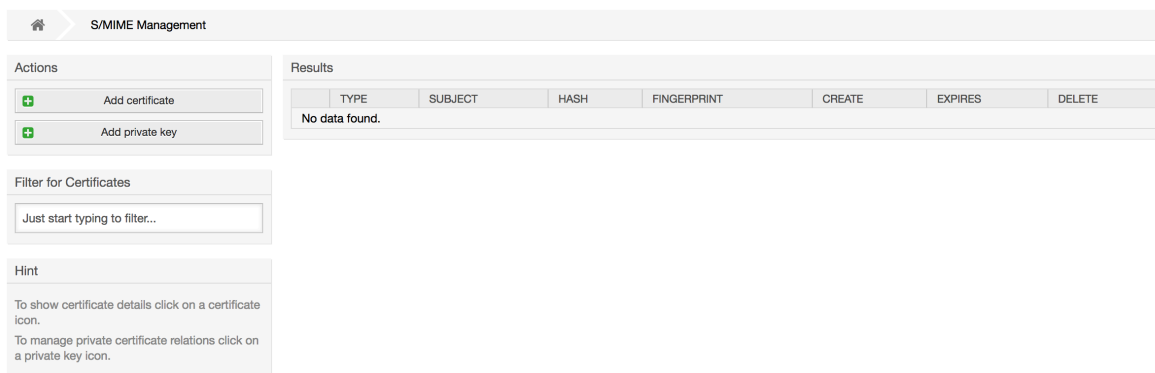 S/MIME Management
Actions
Add certificate
Add private key
Filter for Certificates
Just start typing to filter...
Hint
To show certificate details click on a certificate
icon.
To manage private certificate relations click on
a private key icon.
Results
TYPE SUBJECT HASH FINGERPRINT CREATE EXPIRES DELETE
No data found.